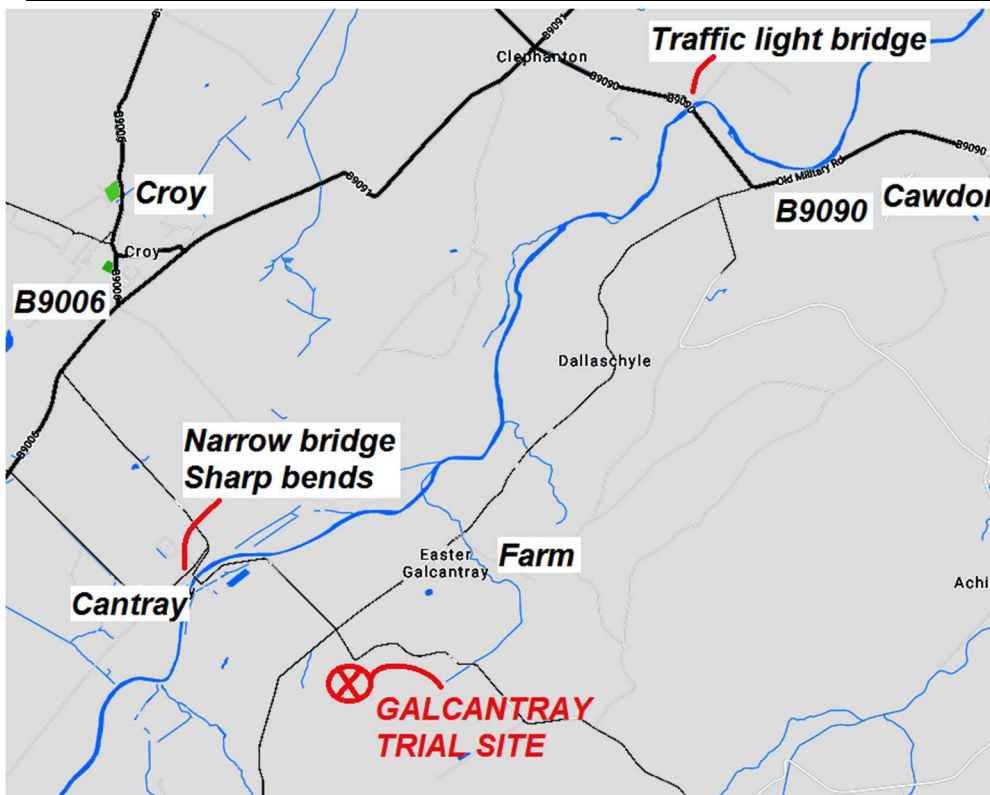 B9091
Clephanton
Traffic light bridge
B9090
B9090
B9006
B9091
Old Military Rd
B9090
Croy
B9090
Cawdor
Croy
B9006
B9006
Dallaschyle
B9006
Narrow bridge
Sharp bends
Easter
Galcantray
Farm
Achi
Cantray
GALCANTRAY
TRIAL SITE